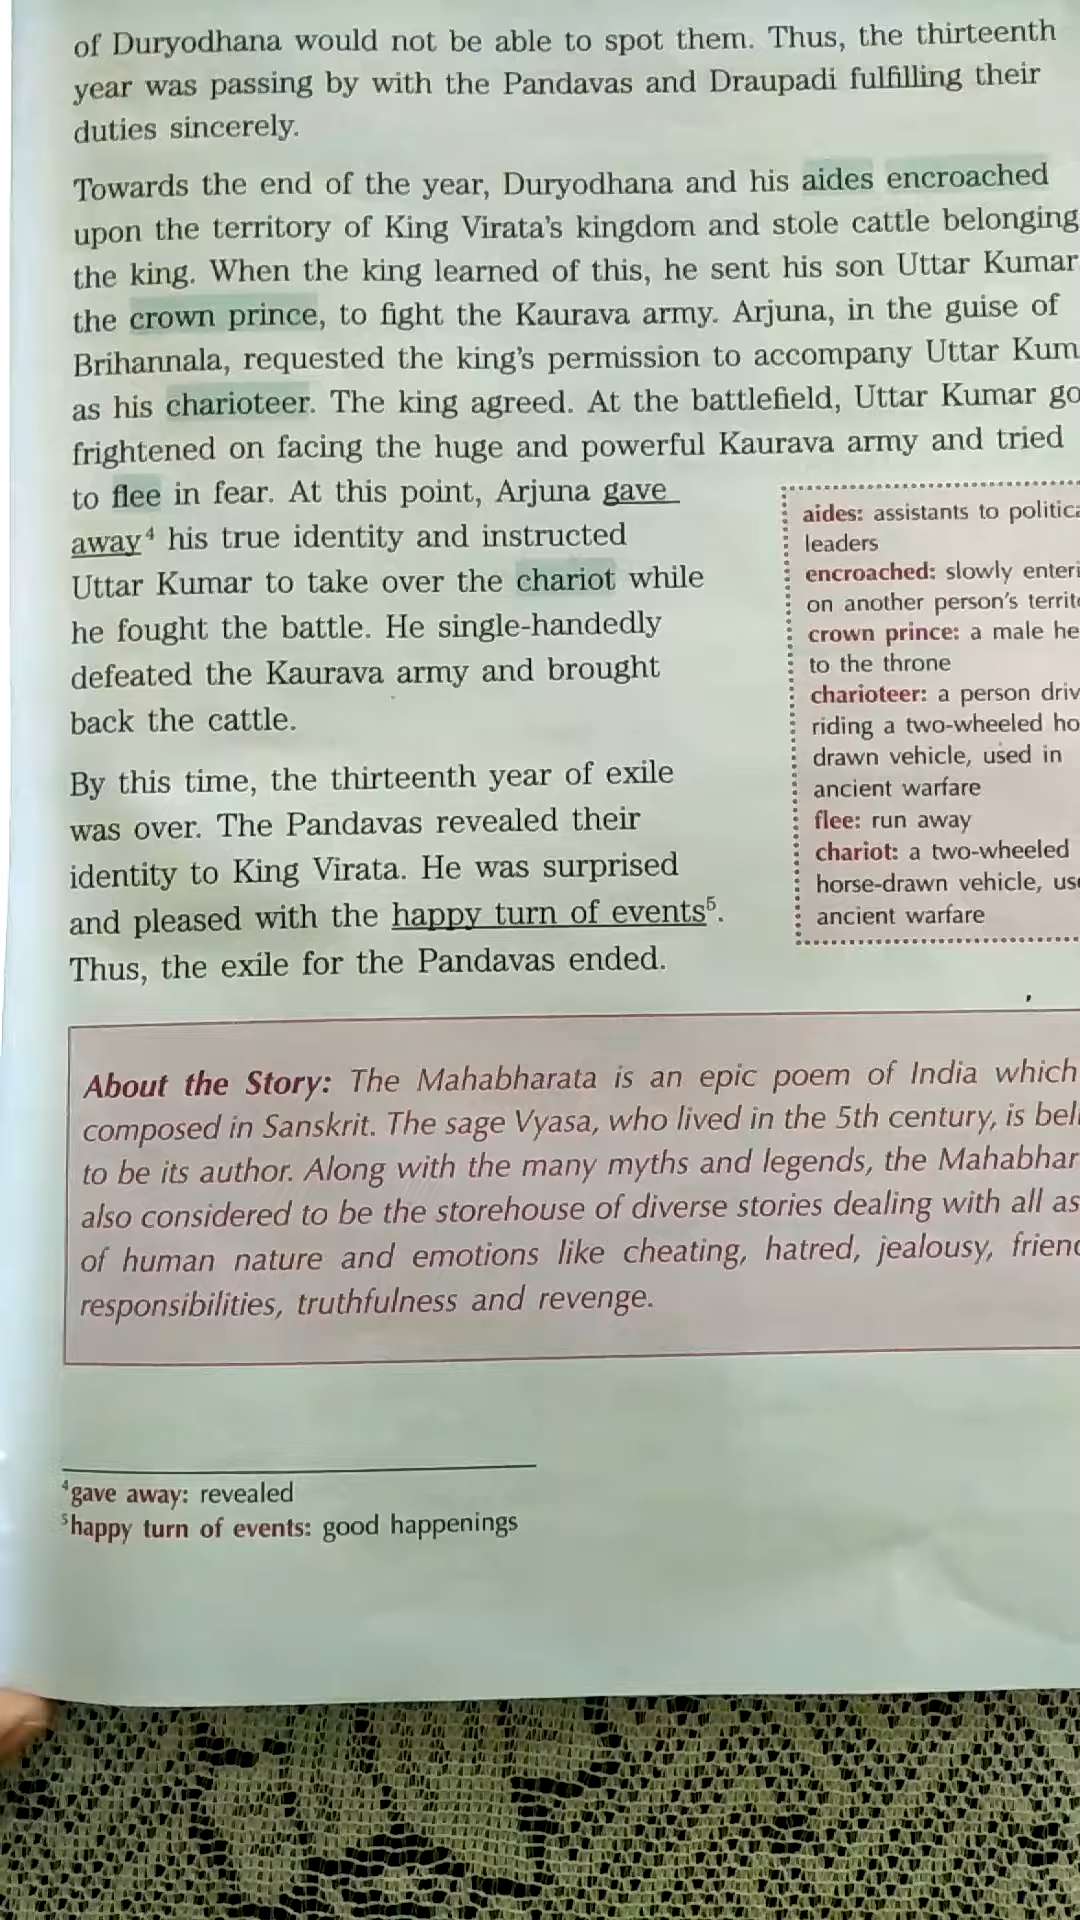 of Duryodhana would not be able to spot them. Thus, the thirteenth
year was passing by with the Pandavas and Draupadi fulfilling their
duties sincerely.
Towards the end of the year, Duryodhana and his aides encroached
upon the territory of King Virata's kingdom and stole cattle belonging
the king. When the king learned of this, he sent his son Uttar Kumar
the crown prince, to fight the Kaurava army. Arjuna, in the guise of
Brihannala, requested the king's permission to accompany Uttar
as his charioteer. The king agreed. At the battlefield, Uttar Kumar
frightened on facing the huge and powerful Kaurava army and tried
to flee in fear. At this point, Arjuna gave
away⁴ his true identity and instructed
Uttar Kumar to take over the chariot while
he fought the battle. He single-handedly
defeated the Kaurava army and brought
back the cattle.
By this time, the thirteenth year of exile
was over. The Pandavas revealed their
identity to King Virata. He was surprised
and pleased with the happy turn of events⁵.
Thus, the exile for the Pandavas ended.
aides: assistants to
leaders
encroached: slowly
on another person's
crown prince: a male
to the throne
charioteer: a person
riding a two-wheeled
drawn vehicle, used in
ancient warfare
flee: run away
chariot: a two-wheeled
horse-drawn vehicle,
ancient warfare
About the Story: The Mahabharata is an epic poem of India which
composed in Sanskrit. The sage Vyasa, who lived in the 5th century, is
to be its author. Along with the many myths and legends, the
also considered to be the storehouse of diverse stories dealing with all
of human nature and emotions like cheating, hatred, jealousy,
responsibilities, truthfulness and revenge.
⁴gave away: revealed
⁵happy turn of events: good happenings